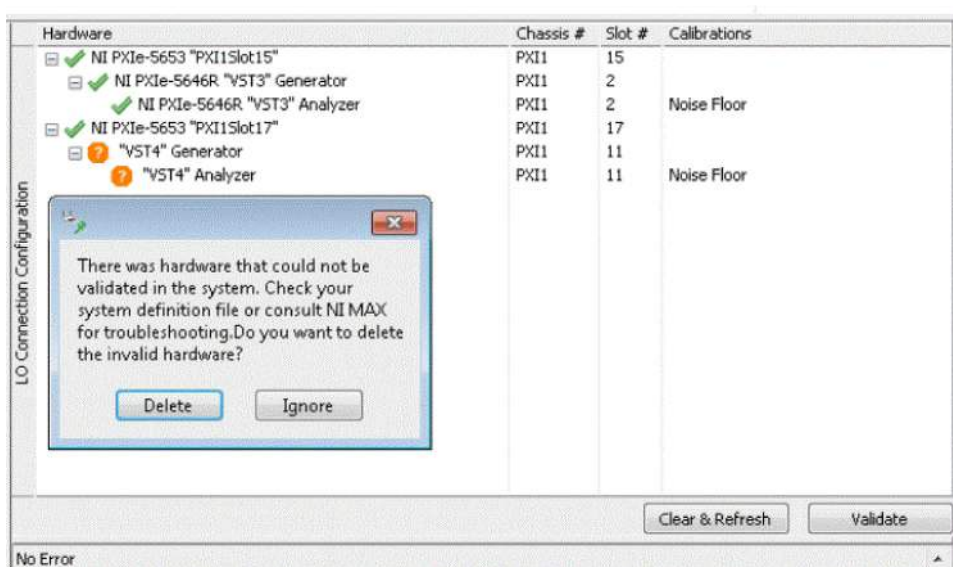 Hardware Chassis # Slot # Calibrations
NI PXIe-5653 "PXI1Slot15" PXI1 15
NI PXIe-5646R "VST3" Generator PXI1 2
NI PXIe-5646R "VST3" Analyzer PXI1 2 Noise Floor
NI PXIe-5653 "PXI1Slot17" PXI1 17
"VST4" Generator PXI1 11
"VST4" Analyzer PXI1 11 Noise Floor
LO Connection Configuration
There was hardware that could not be
validated in the system. Check your
system definition file or consult NI MAX
for troubleshooting.Do you want to delete
the invalid hardware?
Delete Ignore
Clear & Refresh Validate
No Error